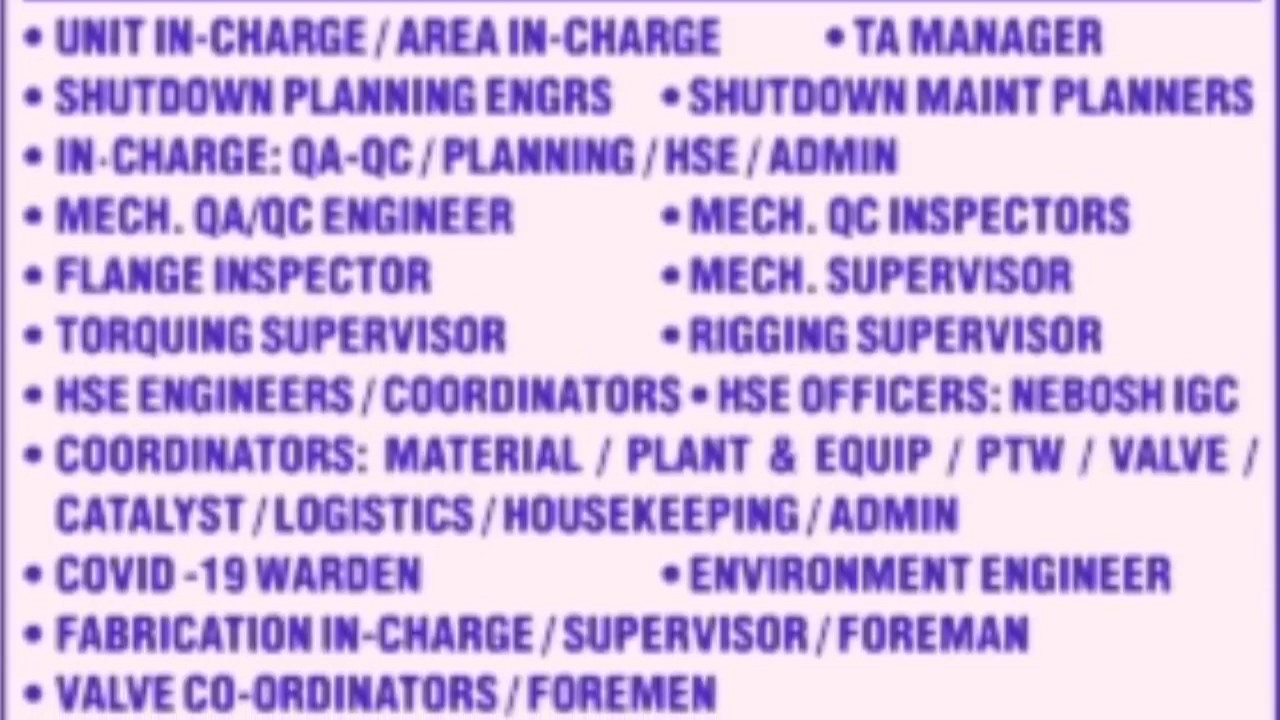 • UNIT IN-CHARGE / AREA IN-CHARGE • TA MANAGER
• SHUTDOWN PLANNING ENGRS • SHUTDOWN MAINT PLANNERS
• IN-CHARGE: QA-QC / PLANNING / HSE / ADMIN
• MECH. QA/QC ENGINEER • MECH. QC INSPECTORS
• FLANGE INSPECTOR • MECH. SUPERVISOR
• TORQUING SUPERVISOR • RIGGING SUPERVISOR
• HSE ENGINEERS / COORDINATORS • HSE OFFICERS: NEBOSH IGC
• COORDINATORS: MATERIAL / PLANT & EQUIP / PTW / VALVE /
CATALYST / LOGISTICS / HOUSEKEEPING / ADMIN
• COVID -19 WARDEN • ENVIRONMENT ENGINEER
• FABRICATION IN-CHARGE / SUPERVISOR / FOREMAN
• VALVE CO-ORDINATORS / FOREMEN